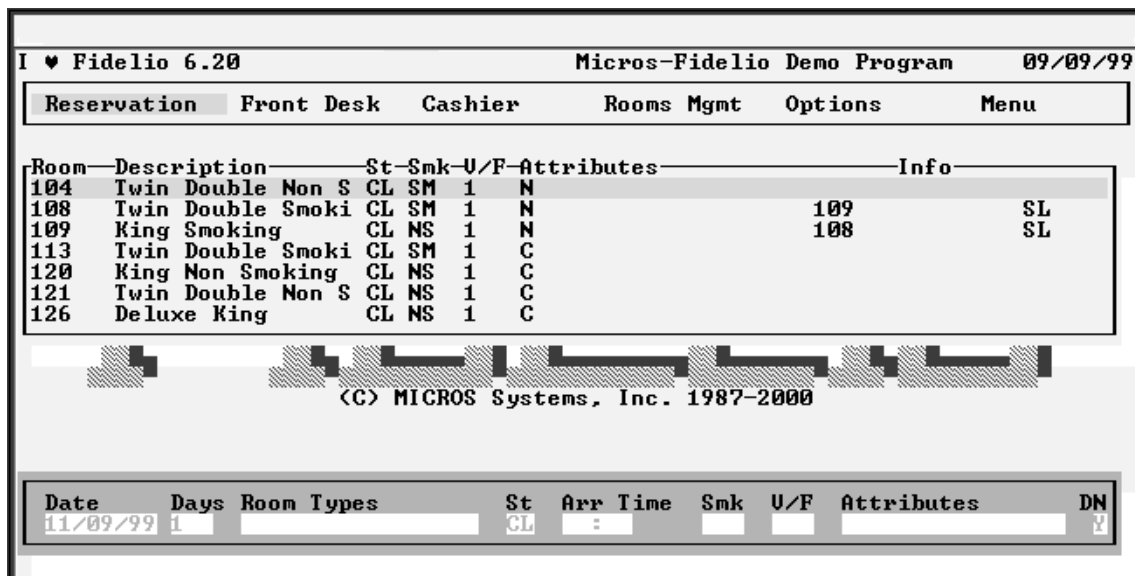 I ♥ Fidelio 6.20 Micros-Fidelio Demo Program 09/09/99
Reservation Front Desk Cashier Rooms Mgmt Options Menu
Room Description St Smk V/F Attributes Info
104 Twin Double Non S CL SM 1 N
108 Twin Double Smoki CL SM 1 N 109 SL
109 King Smoking CL NS 1 N 108 SL
113 Twin Double Smoki CL SM 1 C
120 King Non Smoking CL NS 1 C
121 Twin Double Non S CL NS 1 C
126 Deluxe King CL NS 1 C
(C) MICROS Systems, Inc. 1987-2000
Date Days Room Types St Arr Time Smk V/F Attributes DN
11/09/99 1 CL : Y